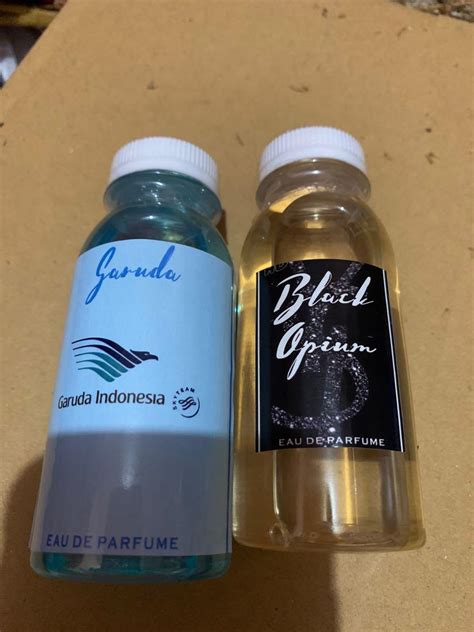 Garuda
Garuda Indonesia
SKYTEAM
EAU DE PARFUME
Black
Opium
EAU DE PARFUME